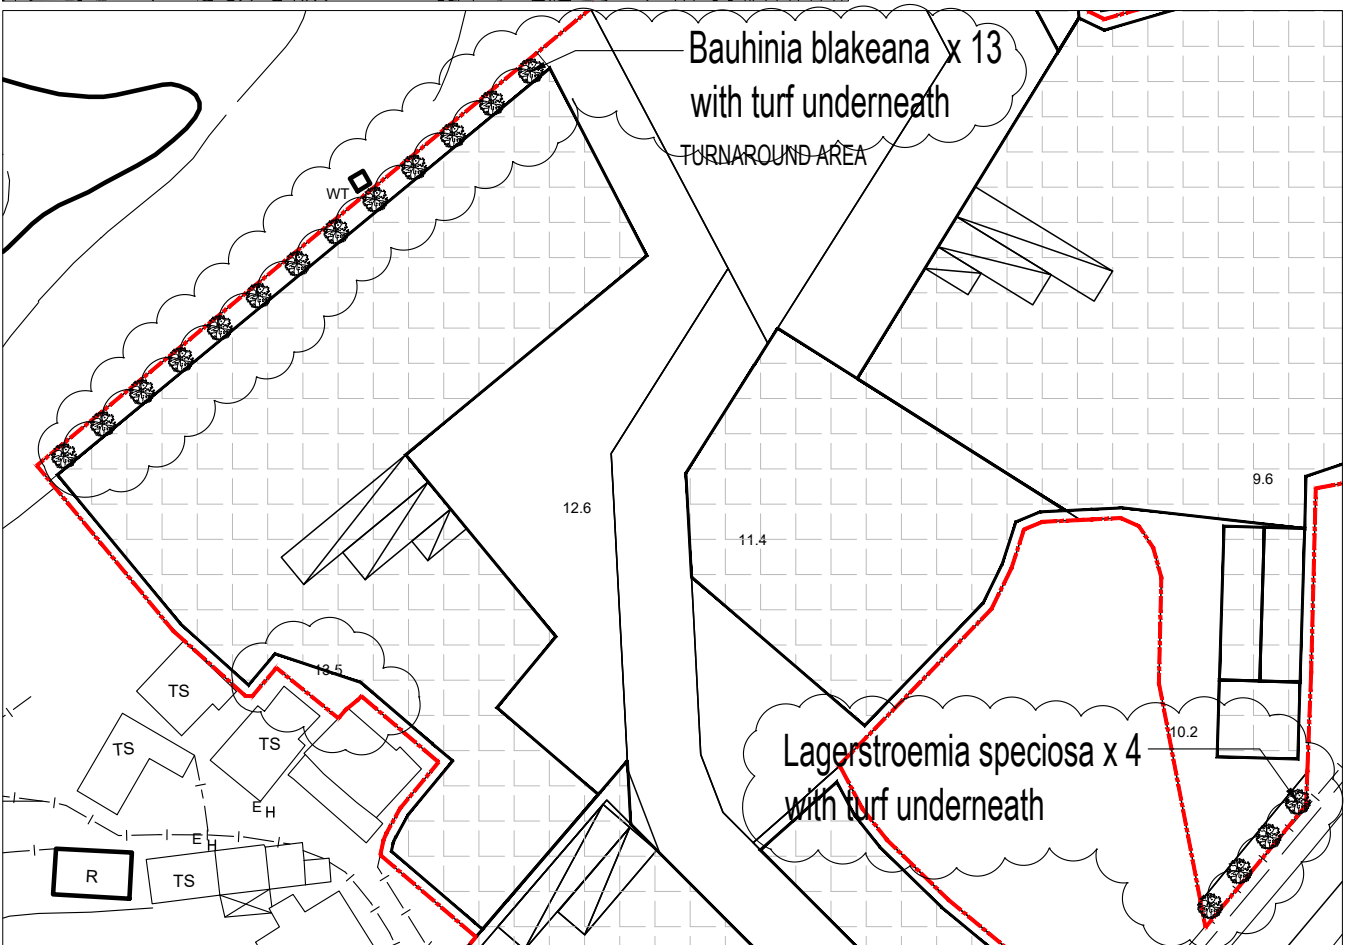 Bauhinia blakeana x 13
with turf underneath
TURNAROUND AREA
WT
9.6
12.6
11.4
13.5
TS
TS
TS
10.2
Lagerstroemia speciosa x 4
with turf underneath
E H
E H
R
TS